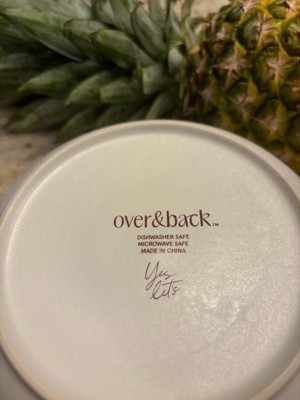 over&back™
DISHWASHER SAFE
MICROWAVE SAFE
MADE IN CHINA
Yes
let's